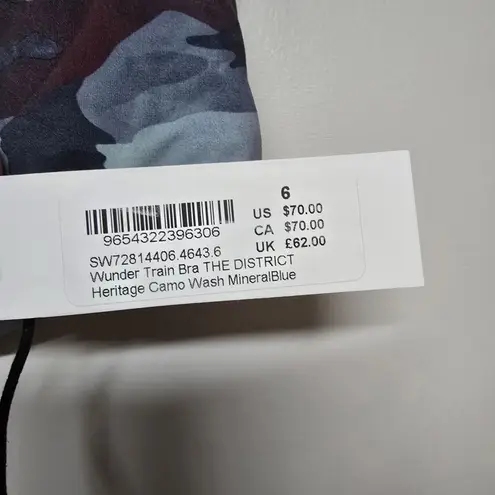 6
US $70.00
CA $70.00
UK £62.00
9654322396306
SW72814406.4643.6
Wunder Train Bra THE DISTRICT
Heritage Camo Wash MineralBlue